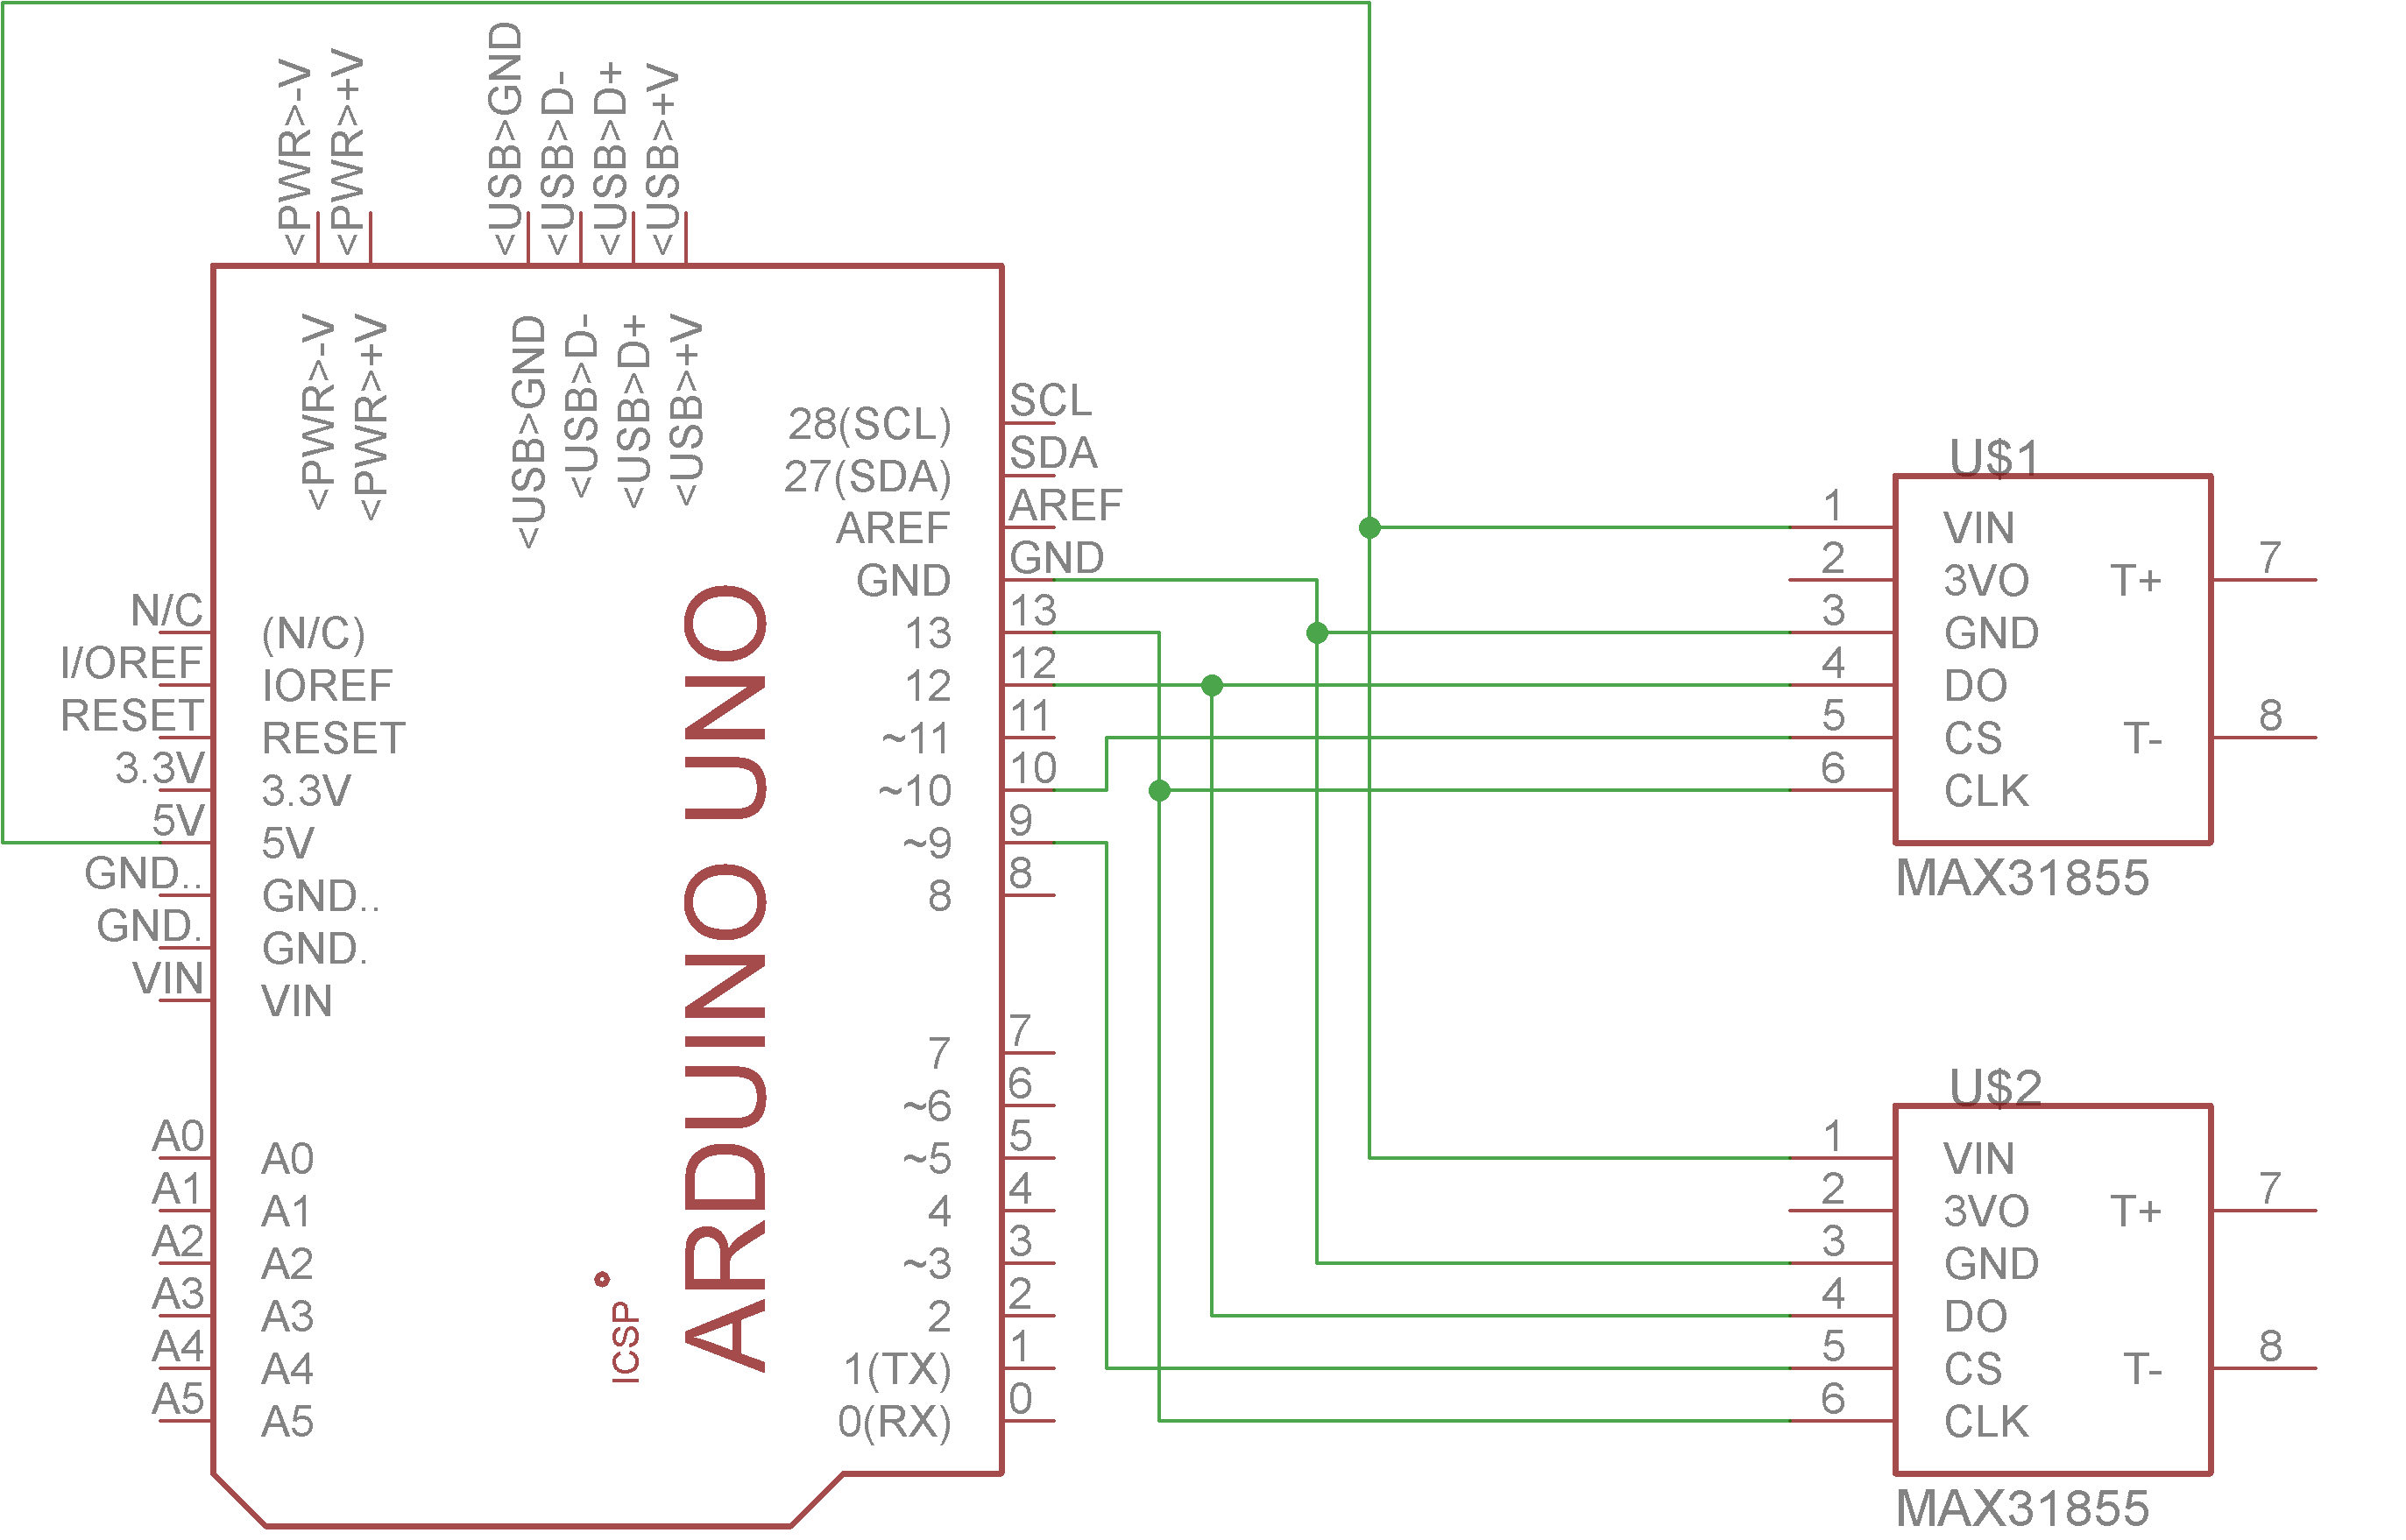 <PWR>-V
<PWR>+V
<USB>GND
<USB>D-
<USB>D+
<USB>+V
<PWR>-V
<PWR>+V
<USB>GND
<USB>D-
<USB>D+
<USB>+V
N/C
(N/C)
I/OREF
IOREF
RESET
RESET
3.3V
3.3V
5V
5V
GND..
GND..
GND.
GND.
VIN
VIN
A0
A0
A1
A1
A2
A2
A3
A3
A4
A4
A5
A5
ICSP
ARDUINO UNO
SCL
28(SCL)
SDA
27(SDA)
AREF
AREF
GND
GND
13
13
12
12
11
~11
10
~10
9
~9
8
8
7
7
6
~6
5
~5
4
4
3
~3
2
2
1
1(TX)
0
0(RX)
U$1
1
VIN
2
3VO
T+
7
3
GND
4
DO
5
CS
T-
8
6
CLK
MAX31855
U$2
1
VIN
2
3VO
T+
7
3
GND
4
DO
5
CS
T-
8
6
CLK
MAX31855